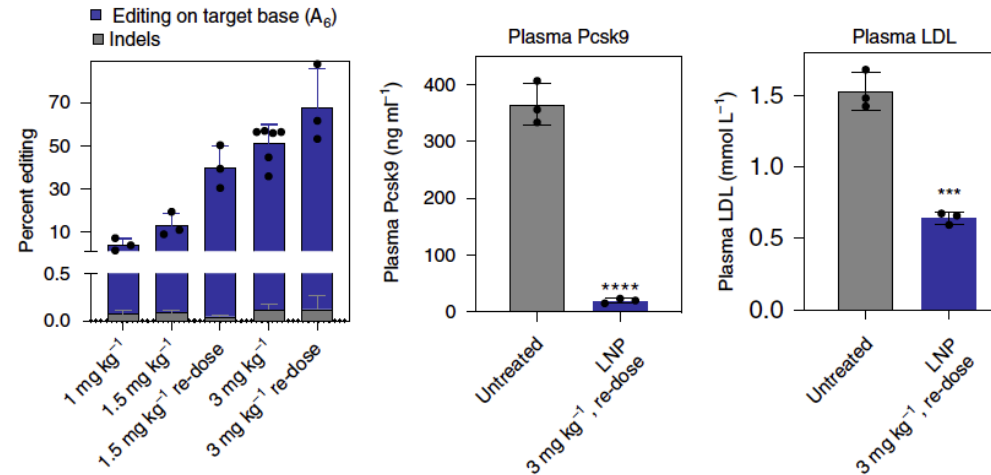 Editing on target base (A₆)
Indels
Percent editing
70
50
30
10
0.5
0.0
1 mg kg⁻¹
1.5 mg kg⁻¹
1.5 mg kg⁻¹ re-dose
3 mg kg⁻¹
3 mg kg⁻¹ re-dose
Plasma Pcsk9
Plasma Pcsk9 (ng ml⁻¹)
400
300
200
100
0
****
Untreated
LNP
3 mg kg⁻¹, re-dose
Plasma LDL
Plasma LDL (mmol L⁻¹)
1.5
1.0
0.5
0.0
***
Untreated
LNP
3 mg kg⁻¹, re-dose